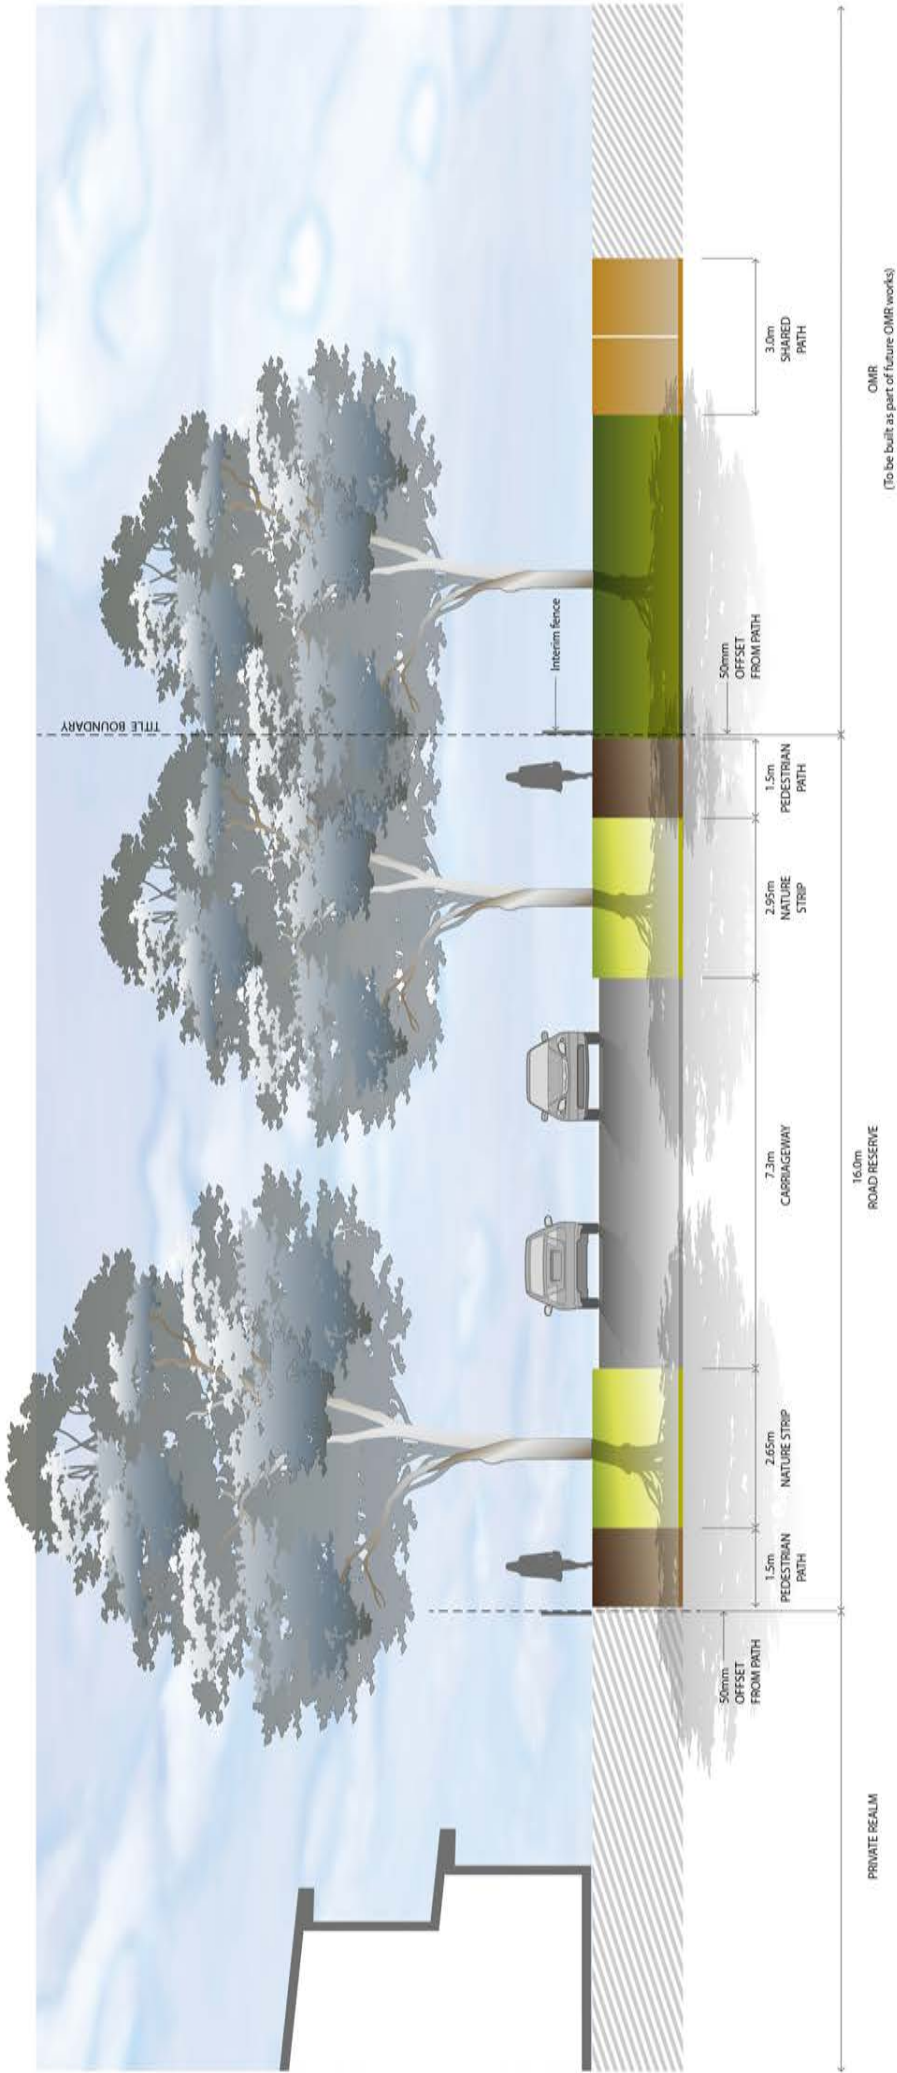 TITLE BOUNDARY
Interim fence
50mm
OFFSET
FROM PATH
50mm
OFFSET
FROM PATH
1.5m
PEDESTRIAN
PATH
2.65m
NATURE STRIP
7.3m
CARRIAGEWAY
2.95m
NATURE
STRIP
1.5m
PEDESTRIAN
PATH
3.0m
SHARED
PATH
PRIVATE REALM
16.0m
ROAD RESERVE
OMR
(To be built as part of future OMR works)